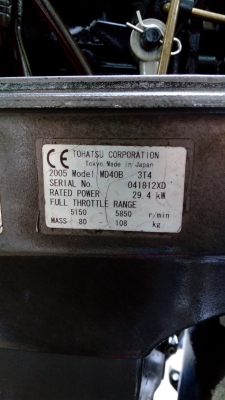 CE TOHATSU CORPORATION
Tokyo, Made in Japan
2005 Model MD40B 3T4
SERIAL No. 041812XD
RATED POWER 29.4 kW
FULL THROTTLE RANGE
5150 5850 r/min
MASS 80 - 108 kg